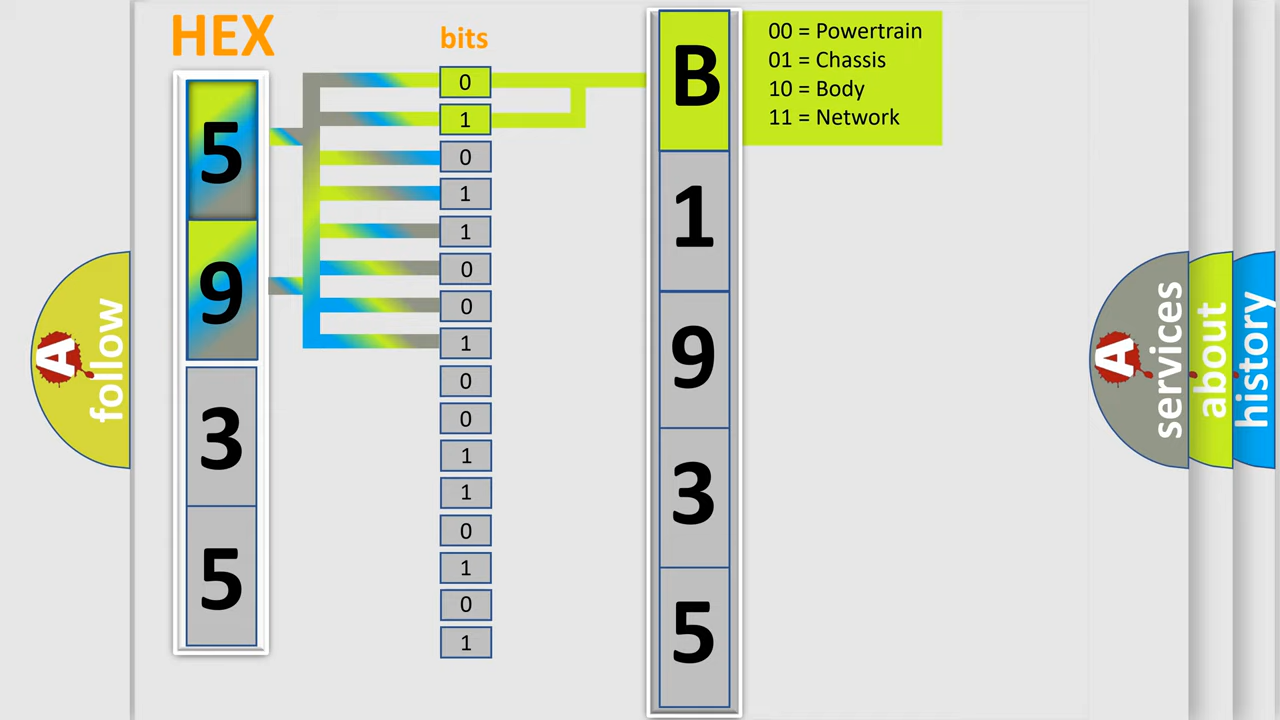 HEX
bits
5
9
3
5
0
1
0
1
1
0
0
1
0
0
1
1
0
1
0
1
B
1
9
3
5
00 = Powertrain
01 = Chassis
10 = Body
11 = Network
A
follow
A
services
about
history